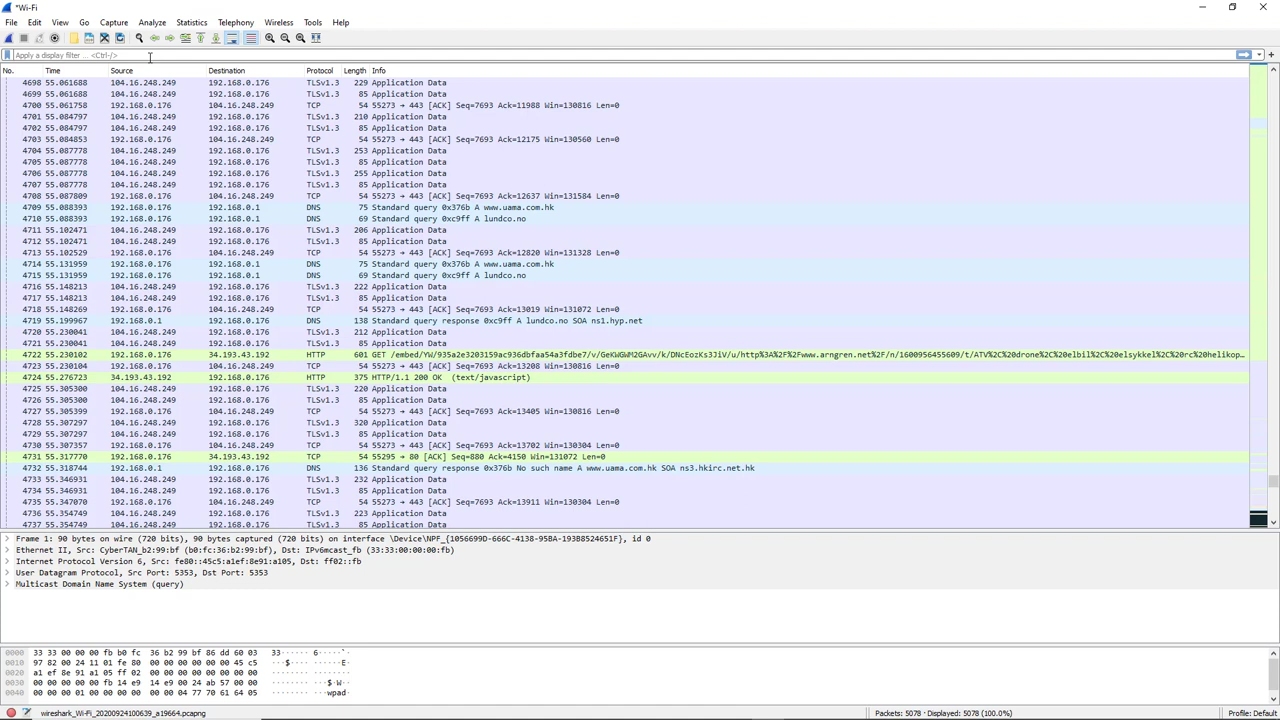 *Wi-Fi
File Edit View Go Capture Analyze Statistics Telephony Wireless Tools Help
Apply a display filter ... <Ctrl-/>
No. Time Source Destination Protocol Length Info
4698 55.061688 104.16.248.249 192.168.0.176 TLSv1.3 229 Application Data
4699 55.061688 104.16.248.249 192.168.0.176 TLSv1.3 85 Application Data
4700 55.061758 192.168.0.176 104.16.248.249 TCP 54 55273 → 443 [ACK] Seq=7693 Ack=11988 Win=130816 Len=0
4701 55.084797 104.16.248.249 192.168.0.176 TLSv1.3 210 Application Data
4702 55.084797 104.16.248.249 192.168.0.176 TLSv1.3 85 Application Data
4703 55.084853 192.168.0.176 104.16.248.249 TCP 54 55273 → 443 [ACK] Seq=7693 Ack=12175 Win=130560 Len=0
4704 55.087778 104.16.248.249 192.168.0.176 TLSv1.3 253 Application Data
4705 55.087778 104.16.248.249 192.168.0.176 TLSv1.3 85 Application Data
4706 55.087778 104.16.248.249 192.168.0.176 TLSv1.3 255 Application Data
4707 55.087778 104.16.248.249 192.168.0.176 TLSv1.3 85 Application Data
4708 55.087809 192.168.0.176 104.16.248.249 TCP 54 55273 → 443 [ACK] Seq=7693 Ack=12637 Win=131584 Len=0
4709 55.088393 192.168.0.176 192.168.0.1 DNS 75 Standard query 0x376b A www.uama.com.hk
4710 55.088393 192.168.0.176 192.168.0.1 DNS 69 Standard query 0xc9ff A lundco.no
4711 55.102471 104.16.248.249 192.168.0.176 TLSv1.3 206 Application Data
4712 55.102471 104.16.248.249 192.168.0.176 TLSv1.3 85 Application Data
4713 55.102529 192.168.0.176 104.16.248.249 TCP 54 55273 → 443 [ACK] Seq=7693 Ack=12820 Win=131328 Len=0
4714 55.131959 192.168.0.176 192.168.0.1 DNS 75 Standard query 0x376b A www.uama.com.hk
4715 55.131959 192.168.0.176 192.168.0.1 DNS 69 Standard query 0xc9ff A lundco.no
4716 55.148213 104.16.248.249 192.168.0.176 TLSv1.3 222 Application Data
4717 55.148213 104.16.248.249 192.168.0.176 TLSv1.3 85 Application Data
4718 55.148269 192.168.0.176 104.16.248.249 TCP 54 55273 → 443 [ACK] Seq=7693 Ack=13019 Win=131072 Len=0
4719 55.199967 192.168.0.1 192.168.0.176 DNS 138 Standard query response 0xc9ff A lundco.no SOA ns1.hyp.net
4720 55.230041 104.16.248.249 192.168.0.176 TLSv1.3 212 Application Data
4721 55.230041 104.16.248.249 192.168.0.176 TLSv1.3 85 Application Data
4722 55.230102 192.168.0.176 34.193.43.192 HTTP 601 GET /embed/YW/935a2e3203159ac936dbfaa54a3fdbe7/v/GeKWGWM2GAvv/k/DNcEozKs3JiV/u/http%3A%2F%2Fwww.arngren.net%2F/n/1600956455609/t/ATV%2C%20drone%2C%20elbil%2C%20elsykkel%2C%20rc%20helikop…
4723 55.230104 192.168.0.176 104.16.248.249 TCP 54 55273 → 443 [ACK] Seq=7693 Ack=13208 Win=130816 Len=0
4724 55.276723 34.193.43.192 192.168.0.176 HTTP 375 HTTP/1.1 200 OK (text/javascript)
4725 55.305300 104.16.248.249 192.168.0.176 TLSv1.3 220 Application Data
4726 55.305300 104.16.248.249 192.168.0.176 TLSv1.3 85 Application Data
4727 55.305399 192.168.0.176 104.16.248.249 TCP 54 55273 → 443 [ACK] Seq=7693 Ack=13405 Win=130816 Len=0
4728 55.307297 104.16.248.249 192.168.0.176 TLSv1.3 320 Application Data
4729 55.307297 104.16.248.249 192.168.0.176 TLSv1.3 85 Application Data
4730 55.307357 192.168.0.176 104.16.248.249 TCP 54 55273 → 443 [ACK] Seq=7693 Ack=13702 Win=130304 Len=0
4731 55.317770 192.168.0.176 34.193.43.192 TCP 54 55295 → 80 [ACK] Seq=880 Ack=4150 Win=131072 Len=0
4732 55.318744 192.168.0.1 192.168.0.176 DNS 136 Standard query response 0x376b No such name A www.uama.com.hk SOA ns3.hkirc.net.hk
4733 55.346931 104.16.248.249 192.168.0.176 TLSv1.3 232 Application Data
4734 55.346931 104.16.248.249 192.168.0.176 TLSv1.3 85 Application Data
4735 55.347070 192.168.0.176 104.16.248.249 TCP 54 55273 → 443 [ACK] Seq=7693 Ack=13911 Win=130304 Len=0
4736 55.354749 104.16.248.249 192.168.0.176 TLSv1.3 223 Application Data
4737 55.354749 104.16.248.249 192.168.0.176 TLSv1.3 85 Application Data
Frame 1: 90 bytes on wire (720 bits), 90 bytes captured (720 bits) on interface \Device\NPF_{1056699D-666C-4138-95BA-193B8524651F}, id 0
Ethernet II, Src: CyberTAN_b2:99:bf (b0:fc:36:b2:99:bf), Dst: IPv6mcast_fb (33:33:00:00:00:fb)
Internet Protocol Version 6, Src: fe80::45c5:a1ef:8e91:a105, Dst: ff02::fb
User Datagram Protocol, Src Port: 5353, Dst Port: 5353
Multicast Domain Name System (query)
0000 33 33 00 00 00 fb b0 fc 36 b2 99 bf 86 dd 60 03 33······ 6·····`·
0010 97 82 00 24 11 01 fe 80 00 00 00 00 00 00 45 c5 ···$···· ······E·
0020 a1 ef 8e 91 a1 05 ff 02 00 00 00 00 00 00 00 00 ········ ········
0030 00 00 00 00 00 fb 14 e9 14 e9 00 24 ab 57 00 00 ········ ···$·W··
0040 00 00 00 01 00 00 00 00 00 00 04 77 70 61 64 05 ········ ···wpad·
wireshark_Wi-Fi_20200924100639_a19664.pcapng Packets: 5078 · Displayed: 5078 (100.0%) Profile: Default